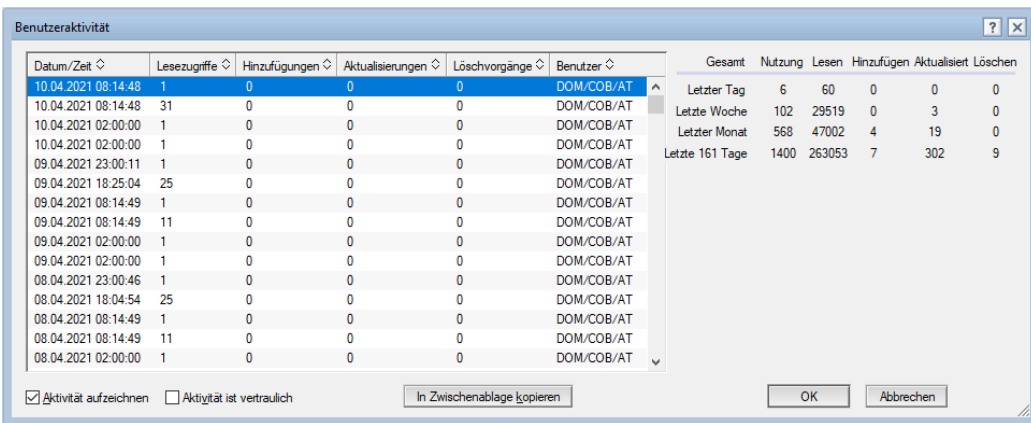 Benutzeraktivität
Datum/Zeit Lesezugriffe Hinzufügungen Aktualisierungen Löschvorgänge Benutzer
10.04.2021 08:14:48 1 0 0 0 DOM/COB/AT
10.04.2021 08:14:48 31 0 0 0 DOM/COB/AT
10.04.2021 02:00:00 1 0 0 0 DOM/COB/AT
10.04.2021 02:00:00 1 0 0 0 DOM/COB/AT
09.04.2021 23:00:11 1 0 0 0 DOM/COB/AT
09.04.2021 18:25:04 25 0 0 0 DOM/COB/AT
09.04.2021 08:14:49 1 0 0 0 DOM/COB/AT
09.04.2021 08:14:49 11 0 0 0 DOM/COB/AT
09.04.2021 02:00:00 1 0 0 0 DOM/COB/AT
09.04.2021 02:00:00 1 0 0 0 DOM/COB/AT
08.04.2021 23:00:46 1 0 0 0 DOM/COB/AT
08.04.2021 18:04:54 25 0 0 0 DOM/COB/AT
08.04.2021 08:14:49 1 0 0 0 DOM/COB/AT
08.04.2021 08:14:49 11 0 0 0 DOM/COB/AT
08.04.2021 02:00:00 1 0 0 0 DOM/COB/AT
Gesamt Nutzung Lesen Hinzufügen Aktualisiert Löschen
Letzter Tag 6 60 0 0 0
Letzte Woche 102 29519 0 3 0
Letzter Monat 568 47002 4 19 0
Letzte 161 Tage 1400 263053 7 302 9
Aktivität aufzeichnen Aktivität ist vertraulich In Zwischenablage kopieren OK Abbrechen